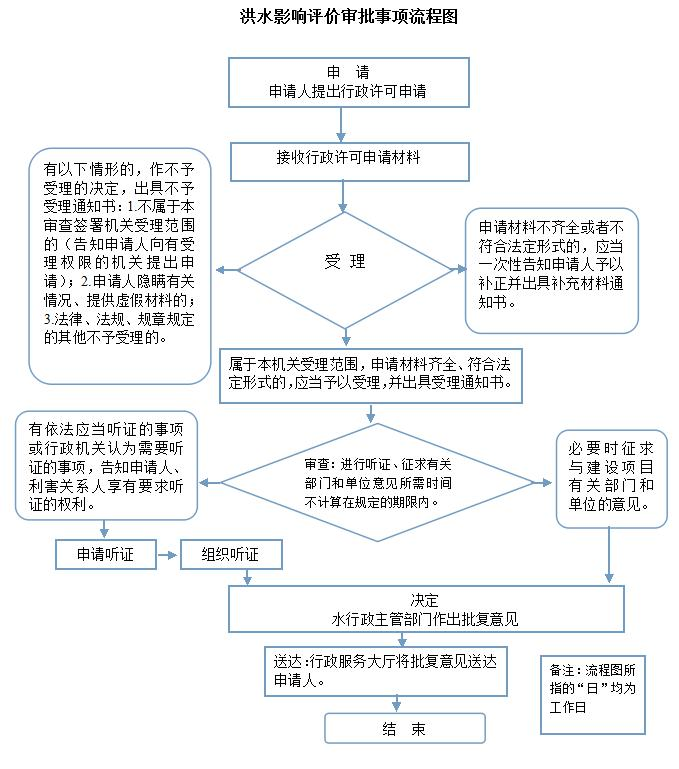 洪水影响评价审批事项流程图
申 请
申请人提出行政许可申请
接收行政许可申请材料
有以下情形的，作不予
受理的决定，出具不予
受理通知书：1.不属于本
审查签署机关受理范围
的（告知申请人向有受
理权限的机关提出申
请）；2.申请人隐瞒有关
情况、提供虚假材料的；
3.法律、法规、规章规定
的其他不予受理的。
受 理
申请材料不齐全或者不
符合法定形式的，应当
一次性告知申请人予以
补正并出具补充材料通
知书。
属于本机关受理范围，申请材料齐全、符合法
定形式的，应当予以受理，并出具受理通知书。
有依法应当听证的事项
或行政机关认为需要听
证的事项，告知申请人、
利害关系人享有要求听
证的权利。
审查：进行听证、征求有关
部门和单位意见所需时间
不计算在规定的期限内。
必要时征求
与建设项目
有关部门和
单位的意见。
申请听证
组织听证
决定
水行政主管部门作出批复意见
送达：行政服务大厅将批复意见送达
申请人。
备注：流程图所
指的“日”均为
工作日
结 束